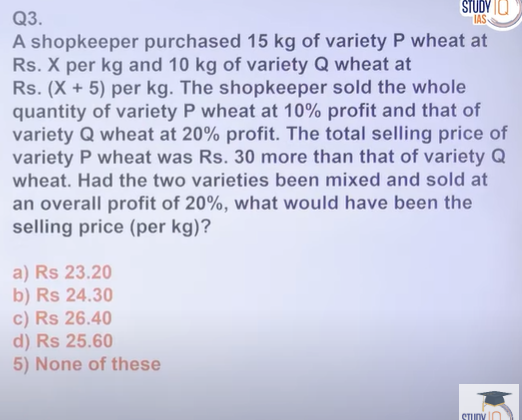 STUDY IQ
IAS
Q3.
A shopkeeper purchased 15 kg of variety P wheat at
Rs. X per kg and 10 kg of variety Q wheat at
Rs. (X + 5) per kg. The shopkeeper sold the whole
quantity of variety P wheat at 10% profit and that of
variety Q wheat at 20% profit. The total selling price of
variety P wheat was Rs. 30 more than that of variety Q
wheat. Had the two varieties been mixed and sold at
an overall profit of 20%, what would have been the
selling price (per kg)?
a) Rs 23.20
b) Rs 24.30
c) Rs 26.40
d) Rs 25.60
5) None of these
STUDY IQ